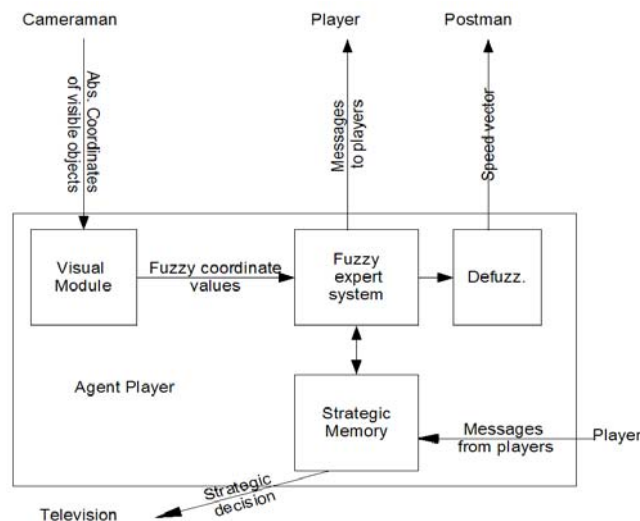 Cameraman
Player
Postman
Abs. Coordinates
of visible objects
Messages
to players
Speed vector
Visual
Module
Fuzzy coordinate
values
Fuzzy
expert
system
Defuzz.
Agent Player
Strategic
Memory
Messages
from players
Player
Strategic
decision
Television